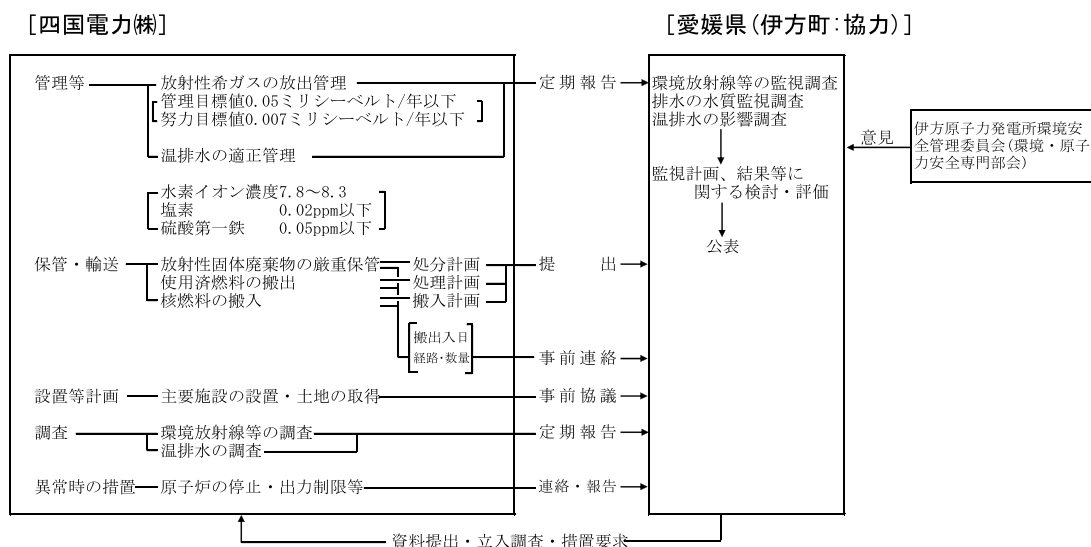 [四国電力㈱]
[愛媛県(伊方町:協力)]
管理等 放射性希ガスの放出管理 定期報告
管理目標値0.05ミリシーベルト/年以下
努力目標値0.007ミリシーベルト/年以下
温排水の適正管理
水素イオン濃度7.8〜8.3
塩素 0.02ppm以下
硫酸第一鉄 0.05ppm以下
保管・輸送 放射性固体廃棄物の厳重保管 処分計画 提 出
使用済燃料の搬出 処理計画
核燃料の搬入 搬入計画
搬出入日
経路・数量 事前連絡
設置等計画 主要施設の設置・土地の取得 事前協議
調査 環境放射線等の調査 定期報告
温排水の調査
異常時の措置 原子炉の停止・出力制限等 連絡・報告
環境放射線等の監視調査
排水の水質監視調査
温排水の影響調査
監視計画、結果等に
関する検討・評価
公表
意見
伊方原子力発電所環境安
全管理委員会(環境・原子
力安全専門部会)
資料提出・立入調査・措置要求